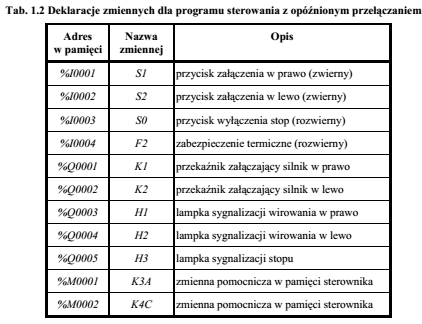 Tab. 1.2 Deklaracje zmiennych dla programu sterowania z opóźnionym przełączaniem
Adres w pamięci Nazwa zmiennej Opis
%I0001 S1 przycisk załączenia w prawo (zwierny)
%I0002 S2 przycisk załączenia w lewo (zwierny)
%I0003 S0 przycisk wyłączenia stop (rozwierny)
%I0004 F2 zabezpieczenie termiczne (rozwierny)
%Q0001 K1 przekaźnik załączający silnik w prawo
%Q0002 K2 przekaźnik załączający silnik w lewo
%Q0003 H1 lampka sygnalizacji wirowania w prawo
%Q0004 H2 lampka sygnalizacji wirowania w lewo
%Q0005 H3 lampka sygnalizacji stopu
%M0001 K3A zmienna pomocnicza w pamięci sterownika
%M0002 K4C zmienna pomocnicza w pamięci sterownika